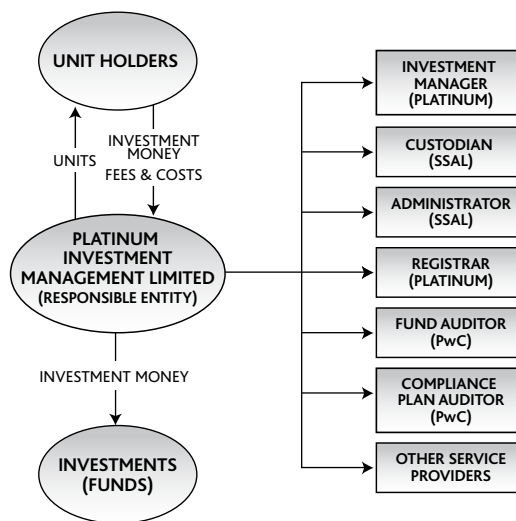 UNIT HOLDERS
UNITS
INVESTMENT
MONEY
FEES & COSTS
PLATINUM
INVESTMENT
MANAGEMENT LIMITED
(RESPONSIBLE ENTITY)
INVESTMENT MONEY
INVESTMENTS
(FUNDS)
INVESTMENT
MANAGER
(PLATINUM)
CUSTODIAN
(SSAL)
ADMINISTRATOR
(SSAL)
REGISTRAR
(PLATINUM)
FUND AUDITOR
(PwC)
COMPLIANCE
PLAN AUDITOR
(PwC)
OTHER SERVICE
PROVIDERS